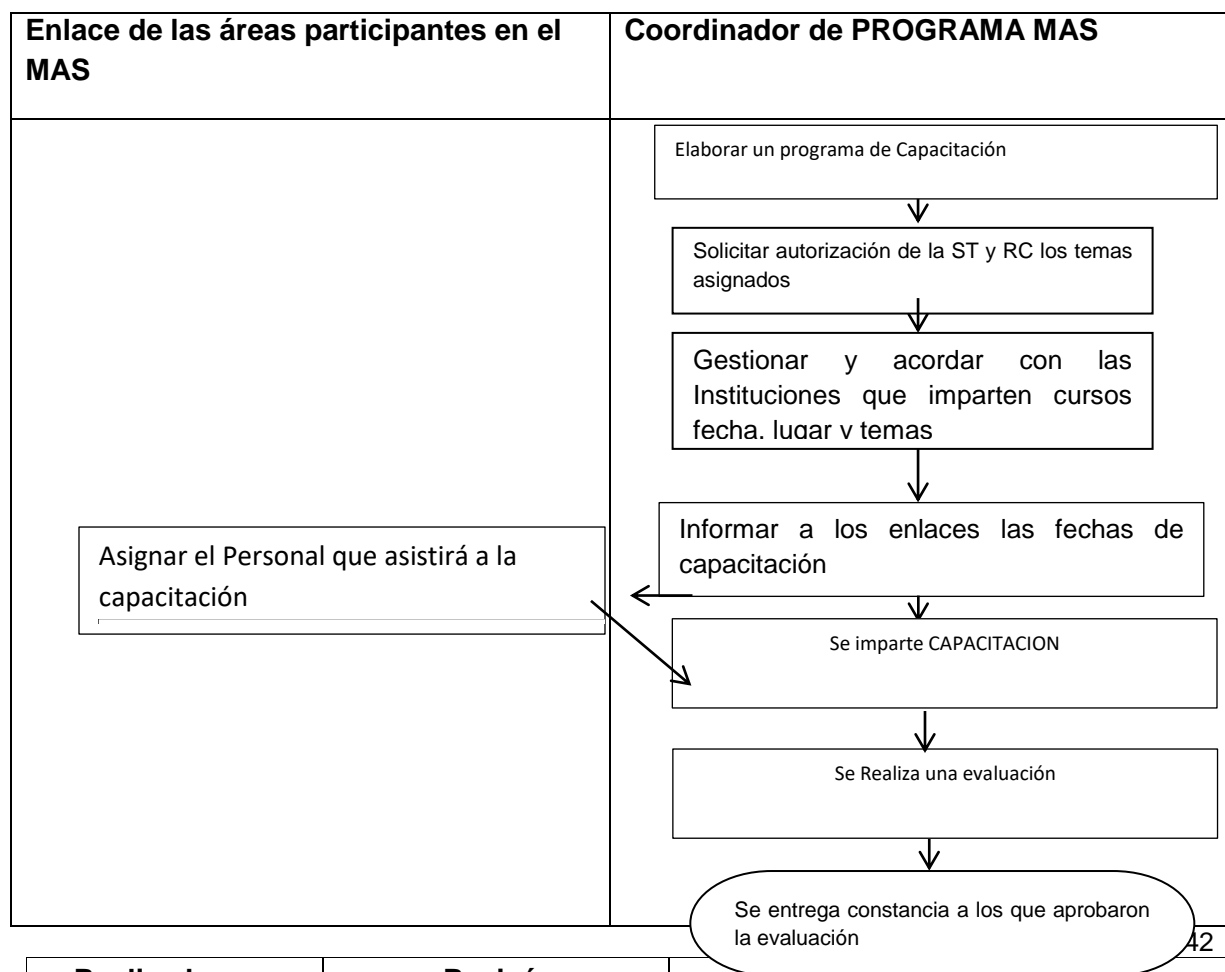 Enlace de las áreas participantes en el
MAS
Coordinador de PROGRAMA MAS
Elaborar un programa de Capacitación
Solicitar autorización de la ST y RC los temas
asignados
Gestionar y acordar con las
Instituciones que imparten cursos
fecha, lugar y temas
Informar a los enlaces las fechas de
capacitación
Asignar el Personal que asistirá a la
capacitación
Se imparte CAPACITACION
Se Realiza una evaluación
Se entrega constancia a los que aprobaron
la evaluación
42